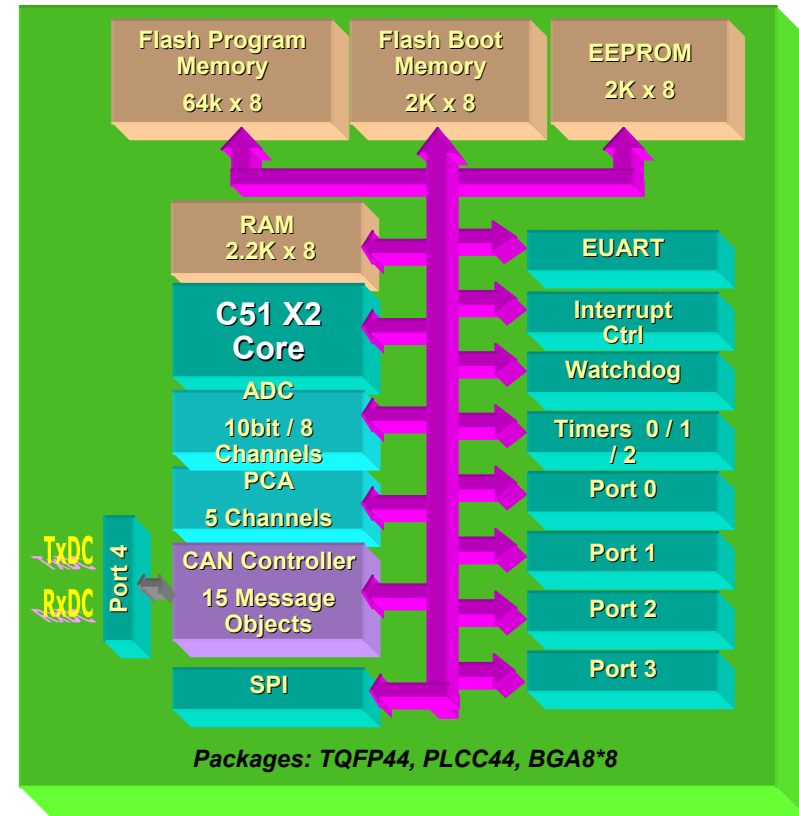 Flash Program
Memory
64k x 8
Flash Boot
Memory
2K x 8
EEPROM
2K x 8
RAM
2.2K x 8
C51 X2
Core
ADC
10bit / 8
Channels
PCA
5 Channels
CAN Controller
15 Message
Objects
SPI
TxDC
RxDC
Port 4
EUART
Interrupt
Ctrl
Watchdog
Timers 0 / 1
/ 2
Port 0
Port 1
Port 2
Port 3
Packages: TQFP44, PLCC44, BGA8*8